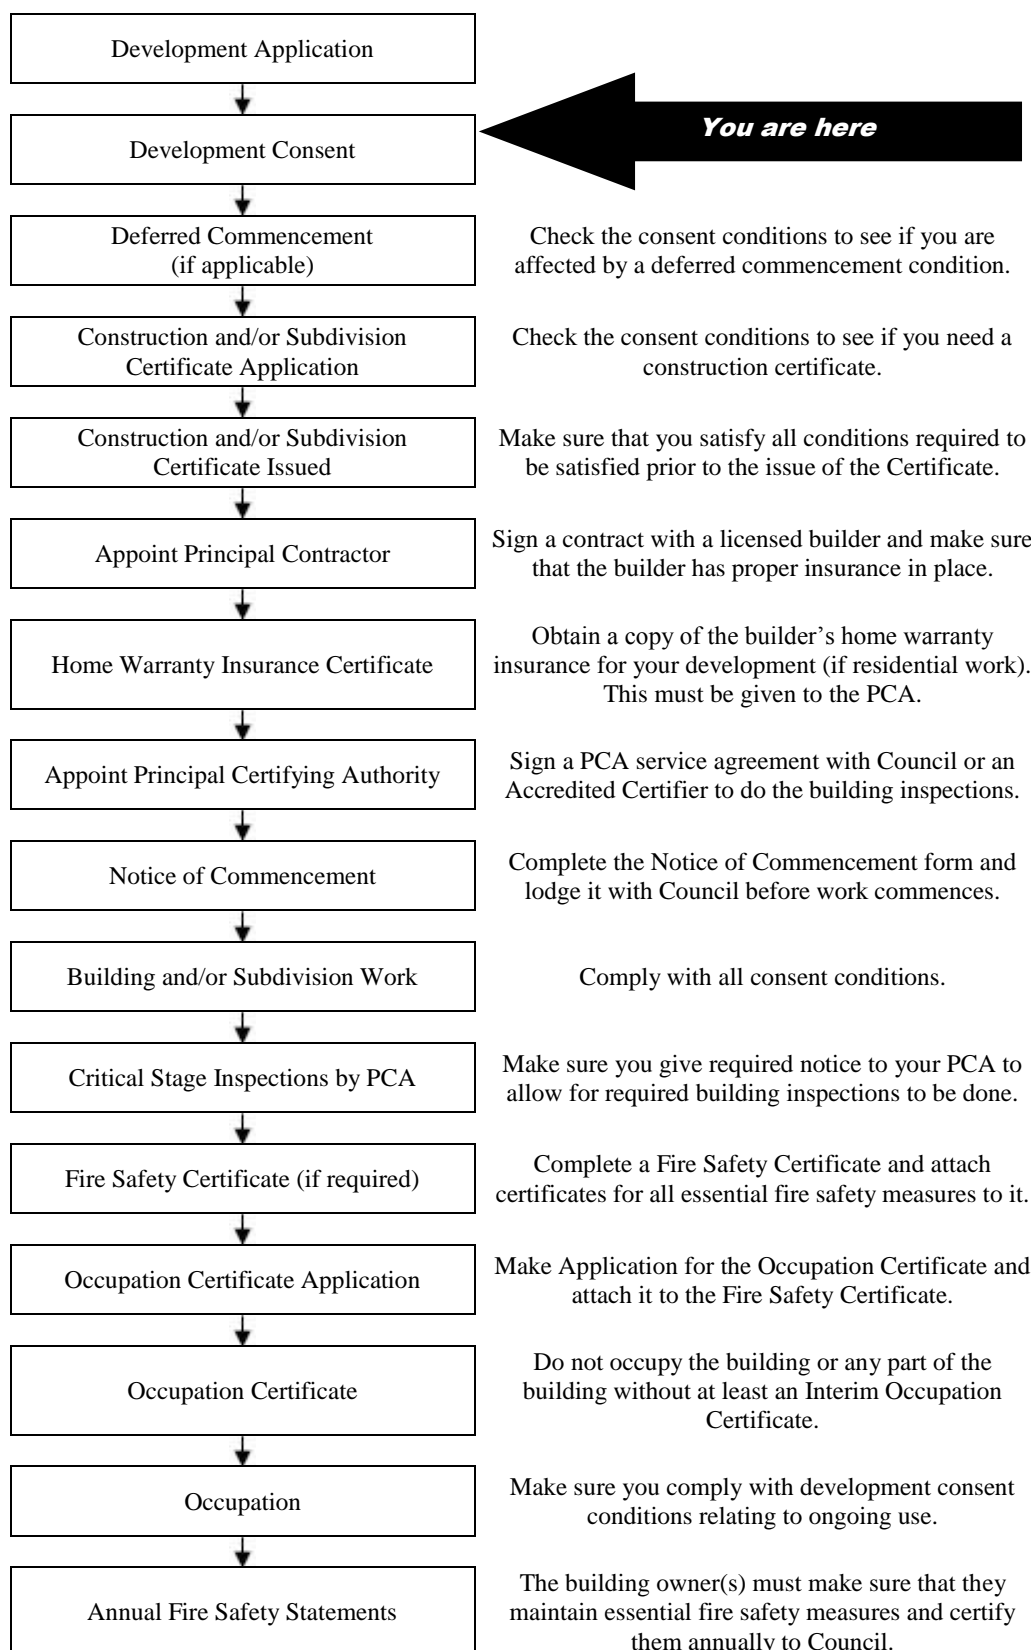 Development Application
You are here
Development Consent
Deferred Commencement
(if applicable)
Check the consent conditions to see if you are
affected by a deferred commencement condition.
Construction and/or Subdivision
Certificate Application
Check the consent conditions to see if you need a
construction certificate.
Construction and/or Subdivision
Certificate Issued
Make sure that you satisfy all conditions required to
be satisfied prior to the issue of the Certificate.
Appoint Principal Contractor
Sign a contract with a licensed builder and make sure
that the builder has proper insurance in place.
Home Warranty Insurance Certificate
Obtain a copy of the builder’s home warranty
insurance for your development (if residential work).
This must be given to the PCA.
Appoint Principal Certifying Authority
Sign a PCA service agreement with Council or an
Accredited Certifier to do the building inspections.
Notice of Commencement
Complete the Notice of Commencement form and
lodge it with Council before work commences.
Building and/or Subdivision Work
Comply with all consent conditions.
Critical Stage Inspections by PCA
Make sure you give required notice to your PCA to
allow for required building inspections to be done.
Fire Safety Certificate (if required)
Complete a Fire Safety Certificate and attach
certificates for all essential fire safety measures to it.
Occupation Certificate Application
Make Application for the Occupation Certificate and
attach it to the Fire Safety Certificate.
Occupation Certificate
Do not occupy the building or any part of the
building without at least an Interim Occupation
Certificate.
Occupation
Make sure you comply with development consent
conditions relating to ongoing use.
Annual Fire Safety Statements
The building owner(s) must make sure that they
maintain essential fire safety measures and certify
them annually to Council.